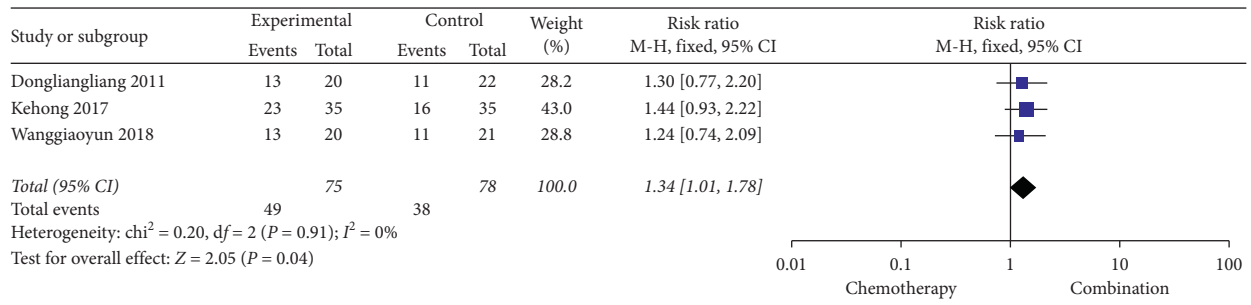 Study or subgroup Experimental Control Weight (%) Risk ratio M-H, fixed, 95% CI Risk ratio M-H, fixed, 95% CI
Events Total Events Total
Dongliangliang 2011 13 20 11 22 28.2 1.30 [0.77, 2.20]
Kehong 2017 23 35 16 35 43.0 1.44 [0.93, 2.22]
Wanggiaoyun 2018 13 20 11 21 28.8 1.24 [0.74, 2.09]
Total (95% CI) 75 78 100.0 1.34 [1.01, 1.78]
Total events 49 38
Heterogeneity: chi² = 0.20, df = 2 (P = 0.91); I² = 0%
Test for overall effect: Z = 2.05 (P = 0.04)
0.01 0.1 1 10 100
Chemotherapy Combination